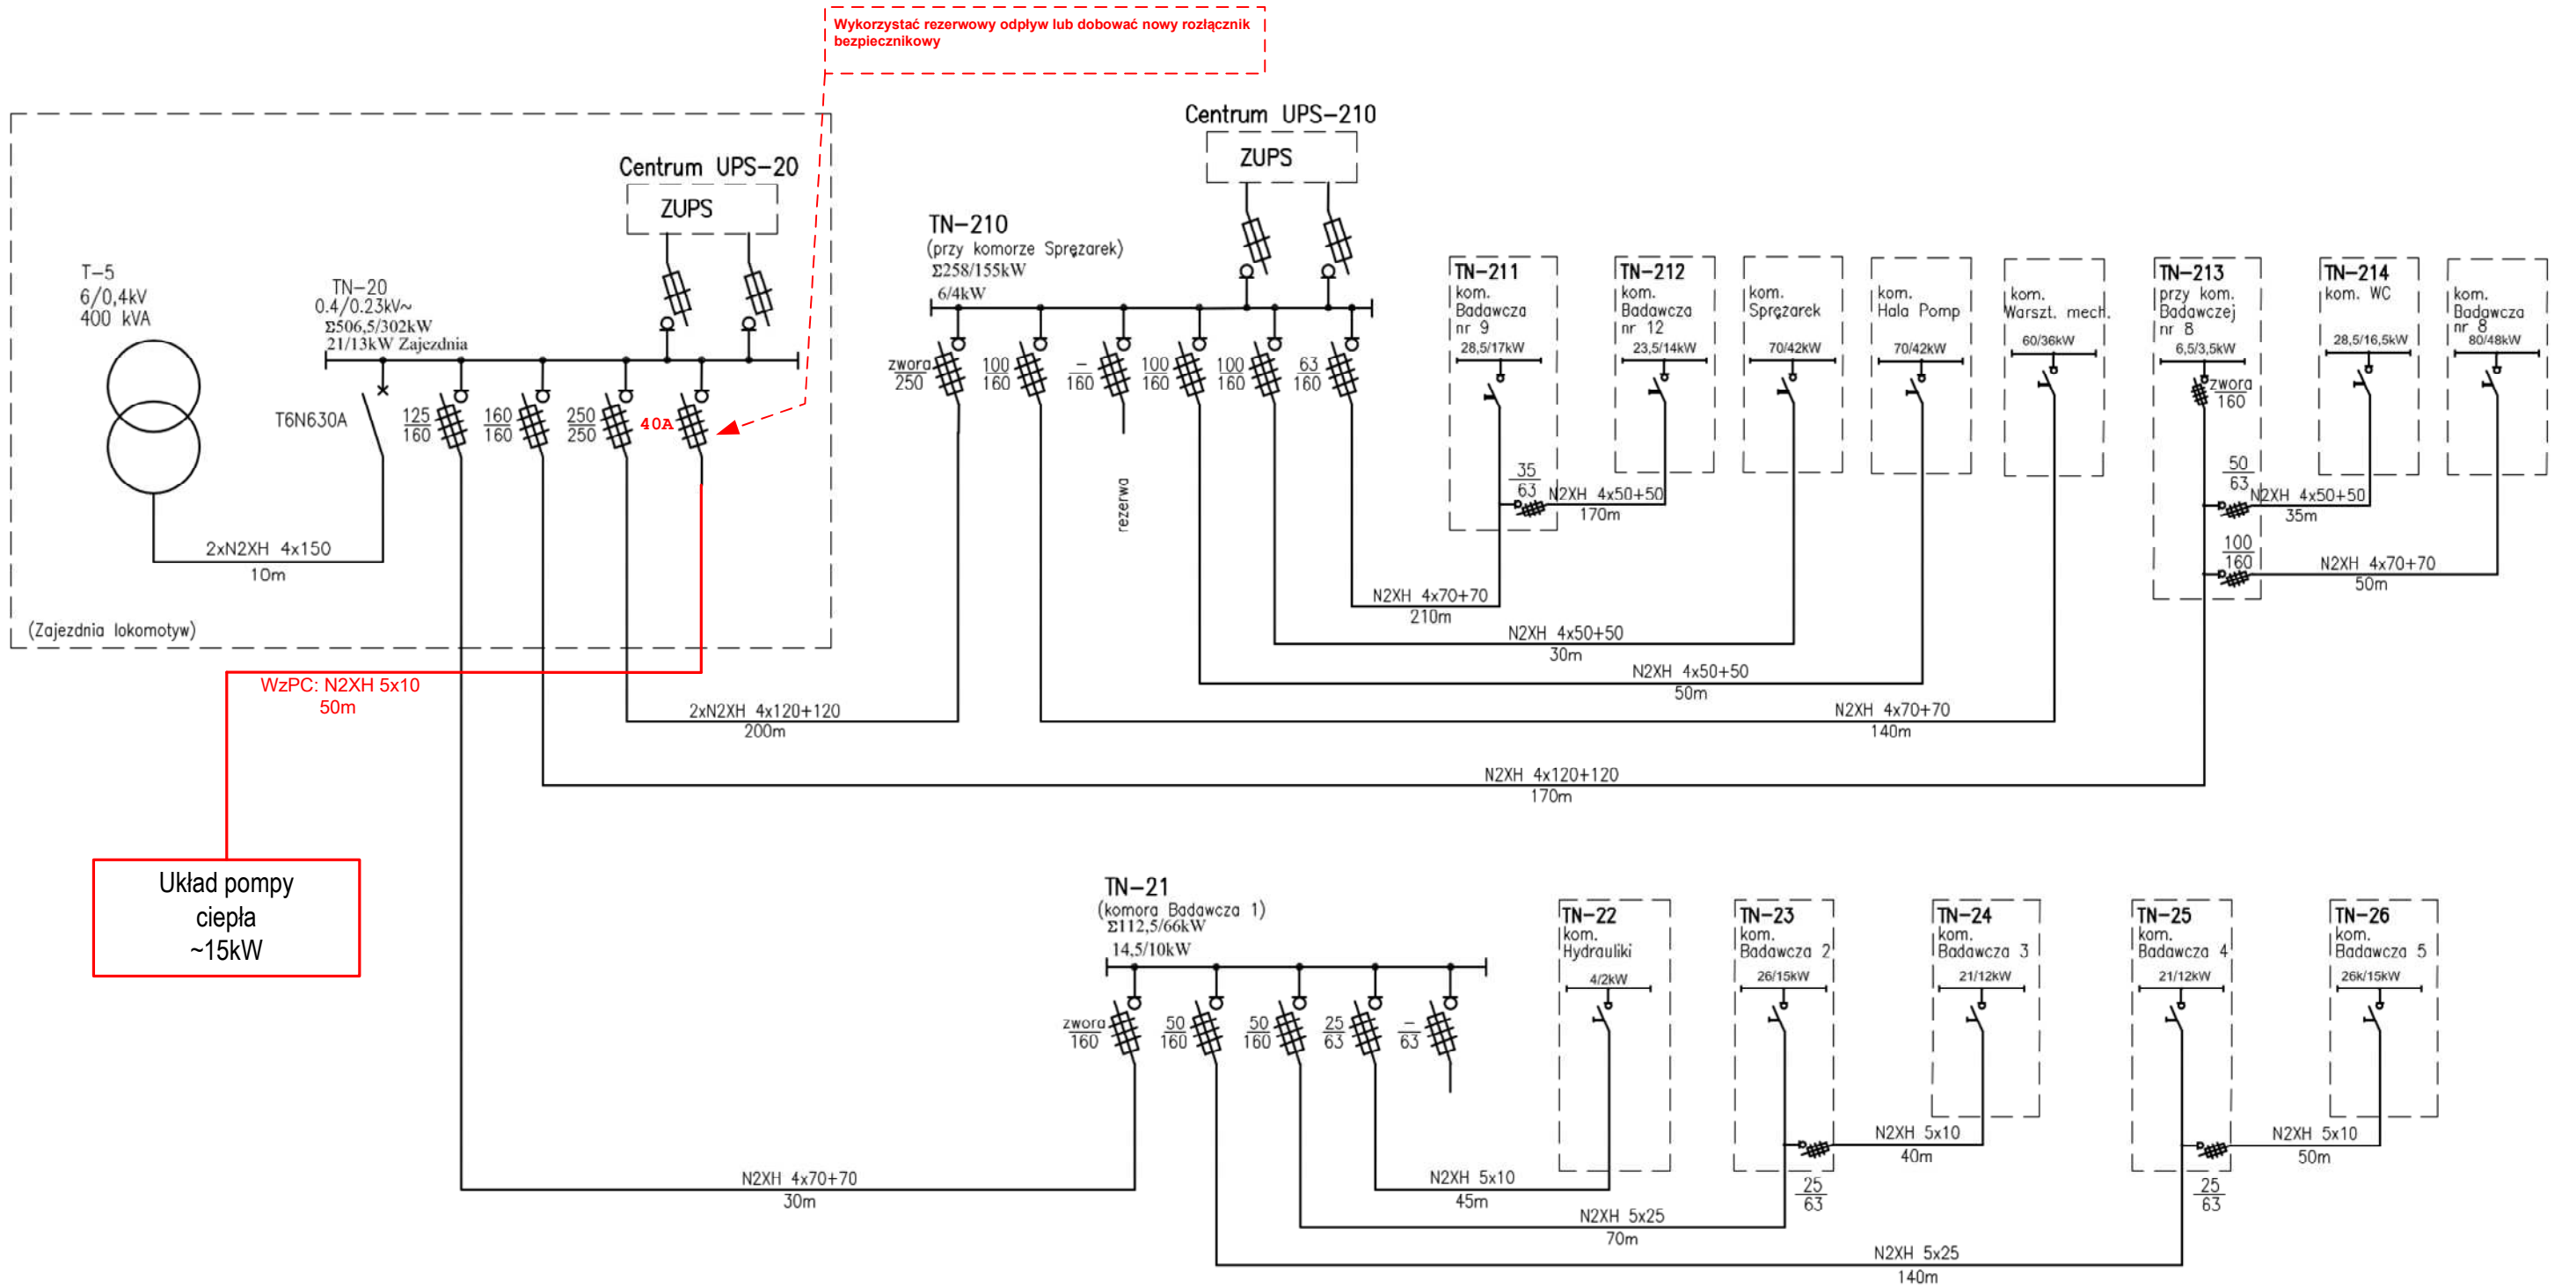 Wykorzystać rezerwowy odpływ lub dobować nowy rozłącznik
bezpiecznikowy
Centrum UPS-20
ZUPS
T-5
6/0,4kV
400 kVA
TN-20
0.4/0.23kV~
Σ506,5/302kW
21/13kW Zajezdnia
T6N630A
125
160
160
160
250
250
40A
2xN2XH 4x150
10m
(Zajezdnia lokomotyw)
WzPC: N2XH 5x10
50m
Układ pompy
ciepła
~15kW
Centrum UPS-210
ZUPS
TN-210
(przy komorze Sprężarek)
Σ258/155kW
6/4kW
zwora
250
100
160
-
160
100
160
100
160
63
160
rezerwa
TN-211
kom.
Badawcza
nr 9
28,5/17kW
35
63
TN-212
kom.
Badawcza
nr 12
23,5/14kW
N2XH 4x50+50
170m
kom.
Sprężarek
70/42kW
kom.
Hala Pomp
70/42kW
kom.
Warszt. mech.
60/36kW
TN-213
przy kom.
Badawczej
nr 8
6,5/3,5kW
zwora
160
50
63
100
160
TN-214
kom. WC
28,5/16,5kW
N2XH 4x50+50
35m
kom.
Badawcza
nr 8
80/48kW
N2XH 4x70+70
50m
N2XH 4x70+70
210m
N2XH 4x50+50
30m
N2XH 4x50+50
50m
N2XH 4x70+70
140m
2xN2XH 4x120+120
200m
N2XH 4x120+120
170m
TN-21
(komora Badawcza 1)
Σ112,5/66kW
14,5/10kW
zwora
160
50
160
50
160
25
63
-
63
TN-22
kom.
Hydrauliki
4/2kW
TN-23
kom.
Badawcza 2
26/15kW
25
63
TN-24
kom.
Badawcza 3
21/12kW
N2XH 5x10
40m
TN-25
kom.
Badawcza 4
21/12kW
25
63
TN-26
kom.
Badawcza 5
26k/15kW
N2XH 5x10
50m
N2XH 4x70+70
30m
N2XH 5x10
45m
N2XH 5x25
70m
N2XH 5x25
140m